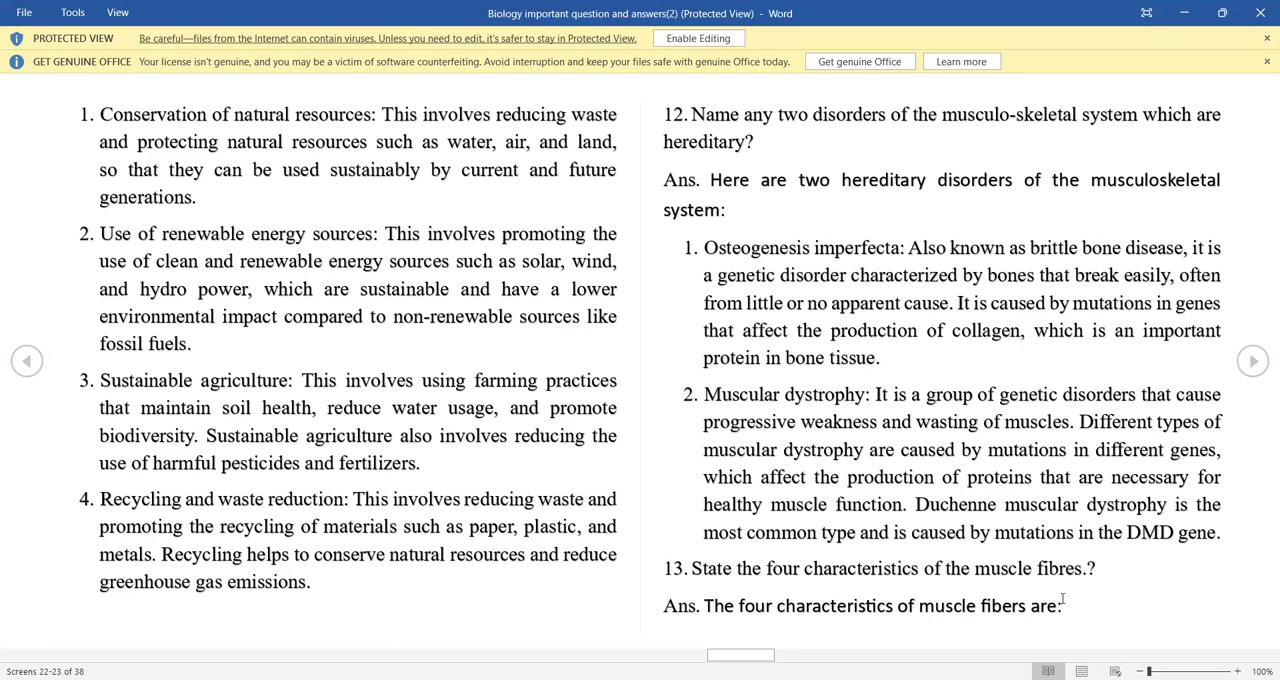 File Tools View Biology important question and answers(2) (Protected View) - Word
PROTECTED VIEW Be careful—files from the Internet can contain viruses. Unless you need to edit, it's safer to stay in Protected View. Enable Editing
GET GENUINE OFFICE Your license isn't genuine, and you may be a victim of software counterfeiting. Avoid interruption and keep your files safe with genuine Office today. Get genuine Office Learn more
1. Conservation of natural resources: This involves reducing waste
and protecting natural resources such as water, air, and land,
so that they can be used sustainably by current and future
generations.
2. Use of renewable energy sources: This involves promoting the
use of clean and renewable energy sources such as solar, wind,
and hydro power, which are sustainable and have a lower
environmental impact compared to non-renewable sources like
fossil fuels.
3. Sustainable agriculture: This involves using farming practices
that maintain soil health, reduce water usage, and promote
biodiversity. Sustainable agriculture also involves reducing the
use of harmful pesticides and fertilizers.
4. Recycling and waste reduction: This involves reducing waste and
promoting the recycling of materials such as paper, plastic, and
metals. Recycling helps to conserve natural resources and reduce
greenhouse gas emissions.
12. Name any two disorders of the musculo-skeletal system which are
hereditary?
Ans. Here are two hereditary disorders of the musculoskeletal
system:
1. Osteogenesis imperfecta: Also known as brittle bone disease, it is
a genetic disorder characterized by bones that break easily, often
from little or no apparent cause. It is caused by mutations in genes
that affect the production of collagen, which is an important
protein in bone tissue.
2. Muscular dystrophy: It is a group of genetic disorders that cause
progressive weakness and wasting of muscles. Different types of
muscular dystrophy are caused by mutations in different genes,
which affect the production of proteins that are necessary for
healthy muscle function. Duchenne muscular dystrophy is the
most common type and is caused by mutations in the DMD gene.
13. State the four characteristics of the muscle fibres.?
Ans. The four characteristics of muscle fibers are:
Screens 22-23 of 38 100%